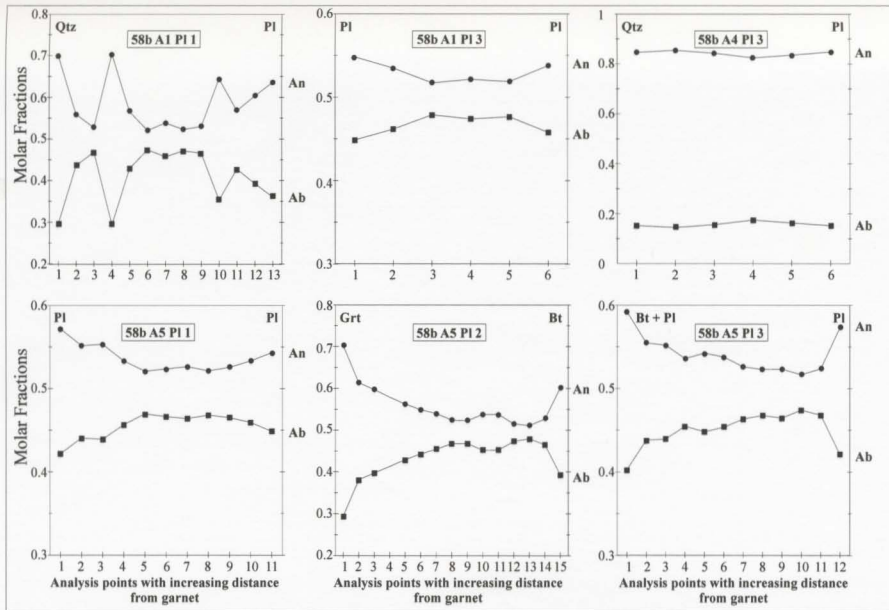 Qtz 58b A1 Pl 1 Pl
0.8
0.7
0.6
0.5
0.4
0.3
0.2
An
Ab
1 2 3 4 5 6 7 8 9 10 11 12 13
Molar Fractions
Pl 58b A1 Pl 3 Pl
0.6
0.5
0.4
0.3
An
Ab
1 2 3 4 5 6
Qtz 58b A4 Pl 3 Pl
1
0.8
0.6
0.4
0.2
0
An
Ab
1 2 3 4 5 6
Pl 58b A5 Pl 1 Pl
0.6
0.5
0.4
0.3
An
Ab
1 2 3 4 5 6 7 8 9 10 11
Molar Fractions
Analysis points with increasing distance
from garnet
Grt 58b A5 Pl 2 Bt
0.8
0.7
0.6
0.5
0.4
0.3
0.2
An
Ab
1 2 3 4 5 6 7 8 9 10 11 12 13 14 15
Analysis points with increasing distance
from garnet
Bt + Pl 58b A5 Pl 3 Pl
0.6
0.5
0.4
0.3
An
Ab
1 2 3 4 5 6 7 8 9 10 11 12
Analysis points with increasing distance
from garnet